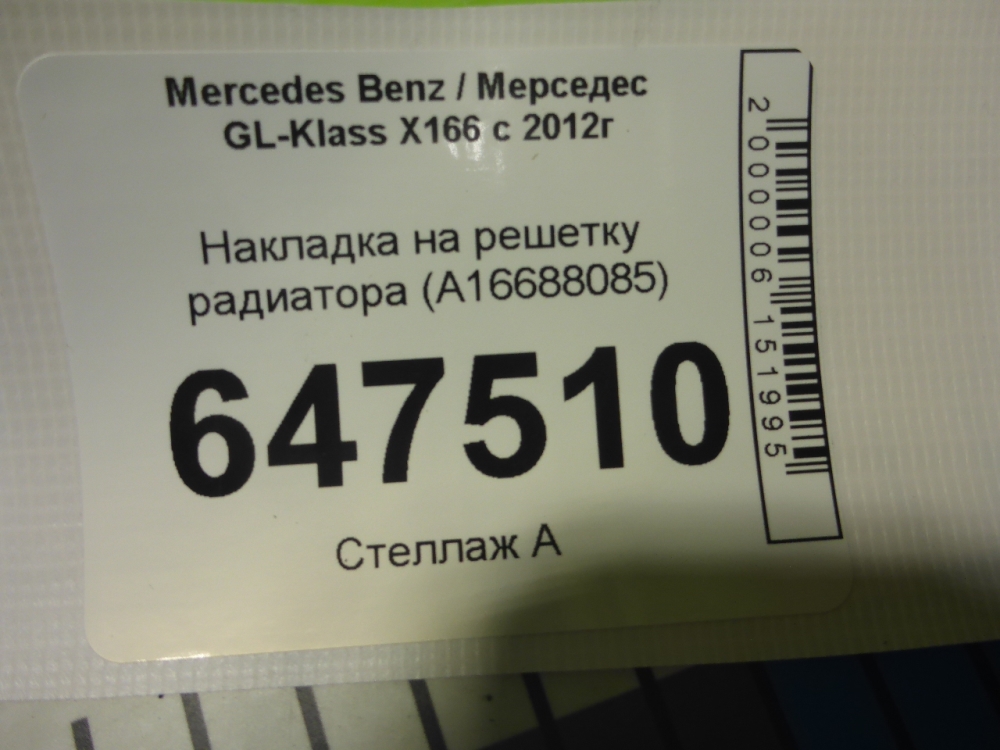 Mercedes Benz / Мерседес
GL-Klass X166 с 2012г
Накладка на решетку
радиатора (A16688085)
647510
Стеллаж А
2000006151995